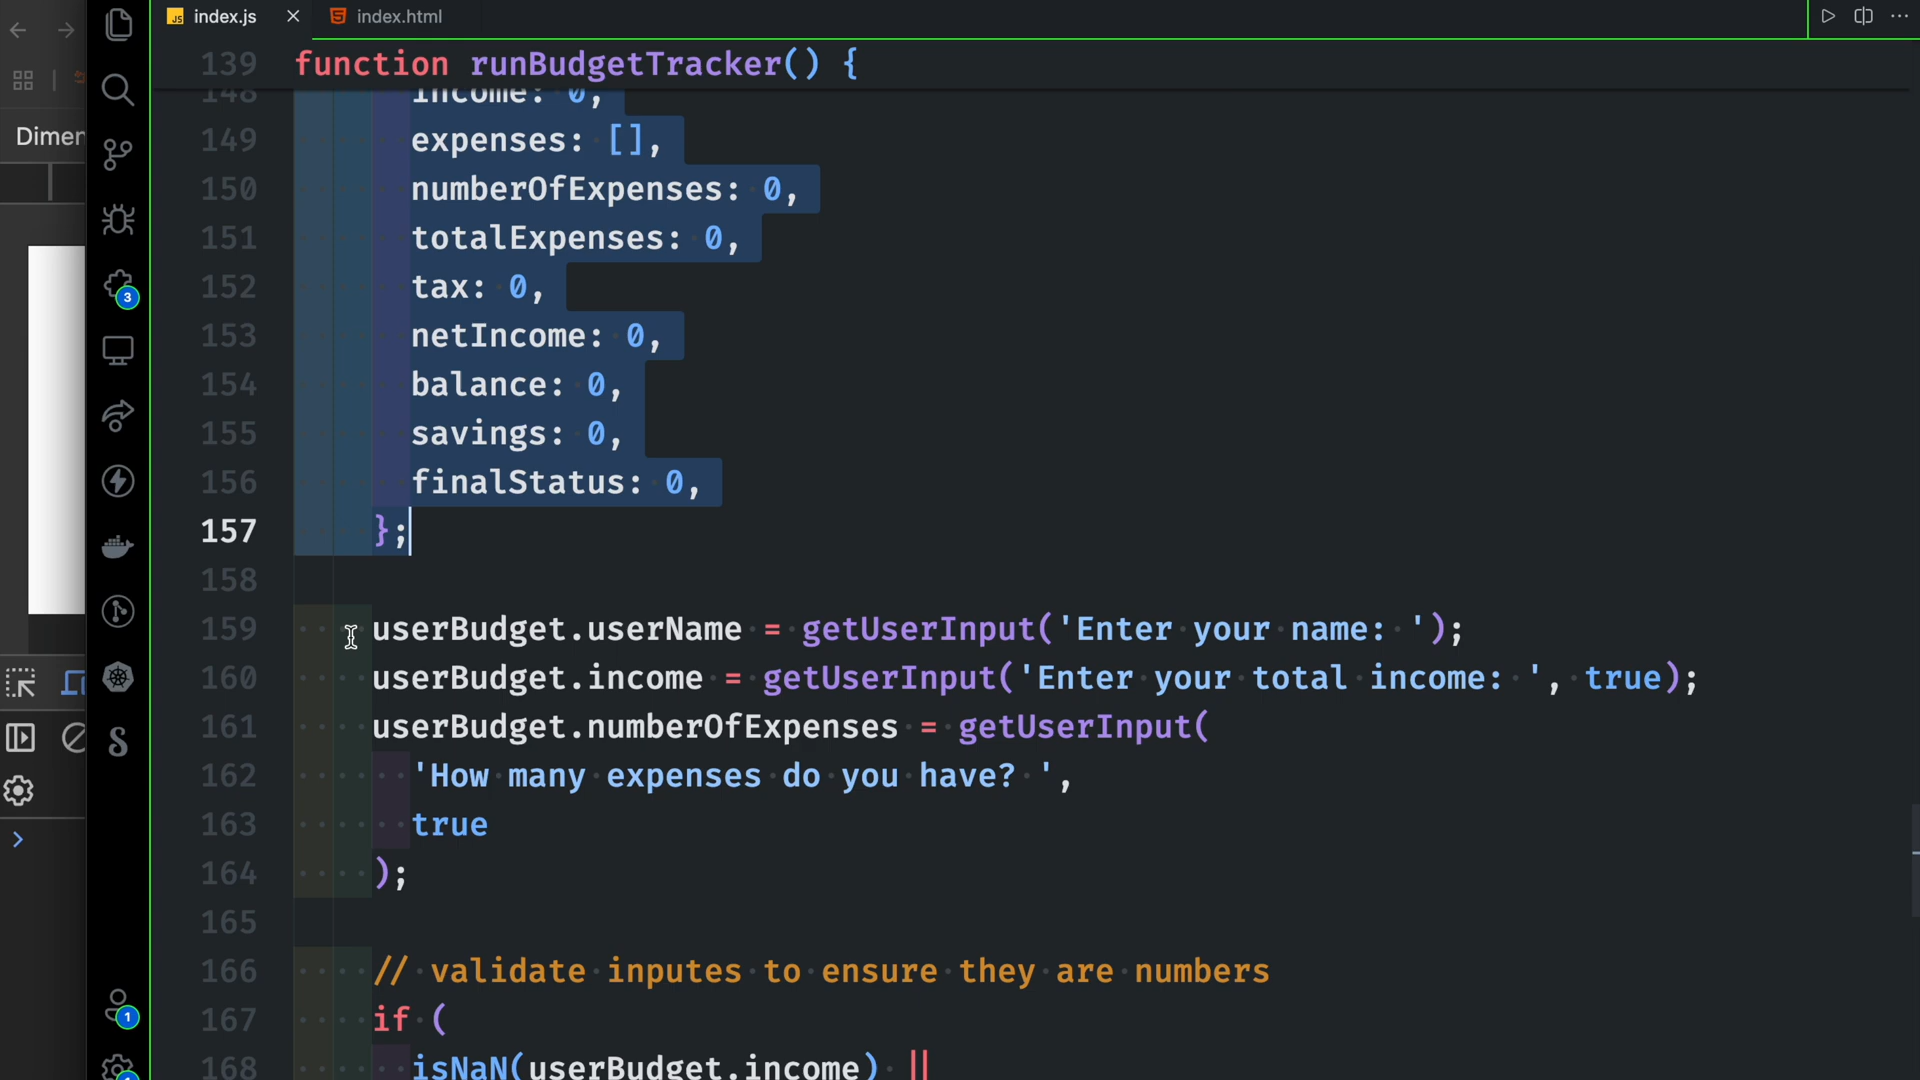 index.js
index.html
139 function runBudgetTracker() {
148 income: 0,
Dimen
149 expenses: [],
150 numberOfExpenses: 0,
151 totalExpenses: 0,
152 tax: 0,
153 netIncome: 0,
154 balance: 0,
155 savings: 0,
156 finalStatus: 0,
157 };
158
159 userBudget.userName = getUserInput('Enter your name: ');
160 userBudget.income = getUserInput('Enter your total income: ', true);
161 userBudget.numberOfExpenses = getUserInput(
162 'How many expenses do you have? ',
163 true
164 );
165
166 // validate inputes to ensure they are numbers
167 if (
168 isNaN(userBudget.income) ||
3
1